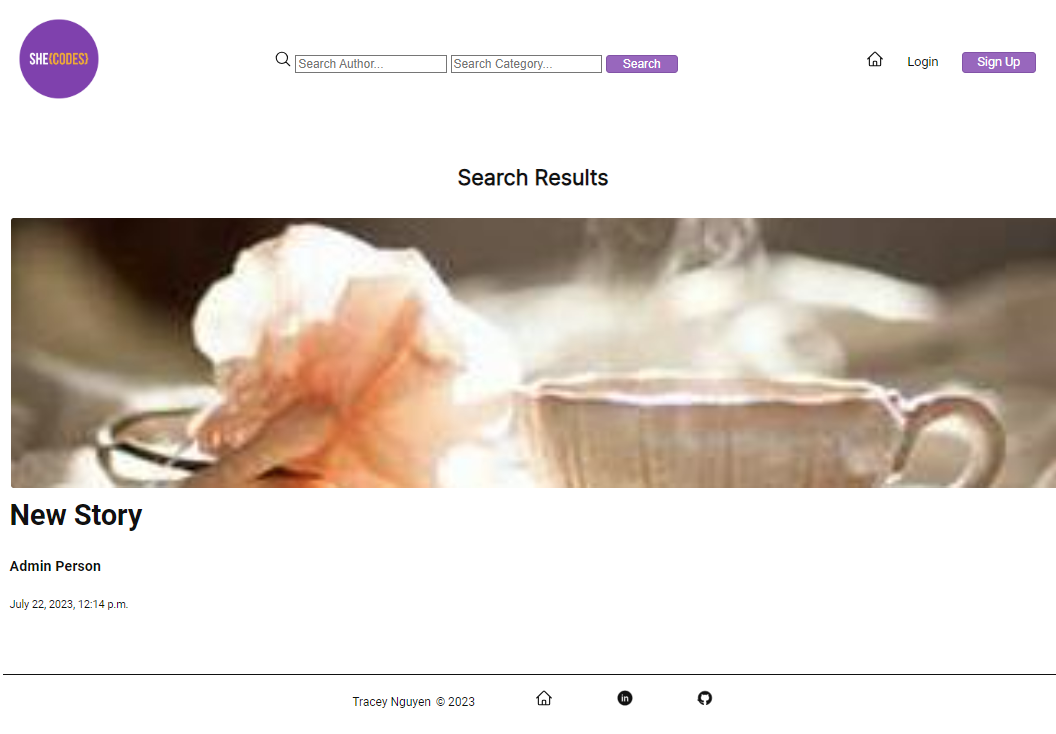 SHE{CODES}
Search Author...
Search Category...
Search
Login
Sign Up
Search Results
New Story
Admin Person
July 22, 2023, 12:14 p.m.
Tracey Nguyen © 2023
in